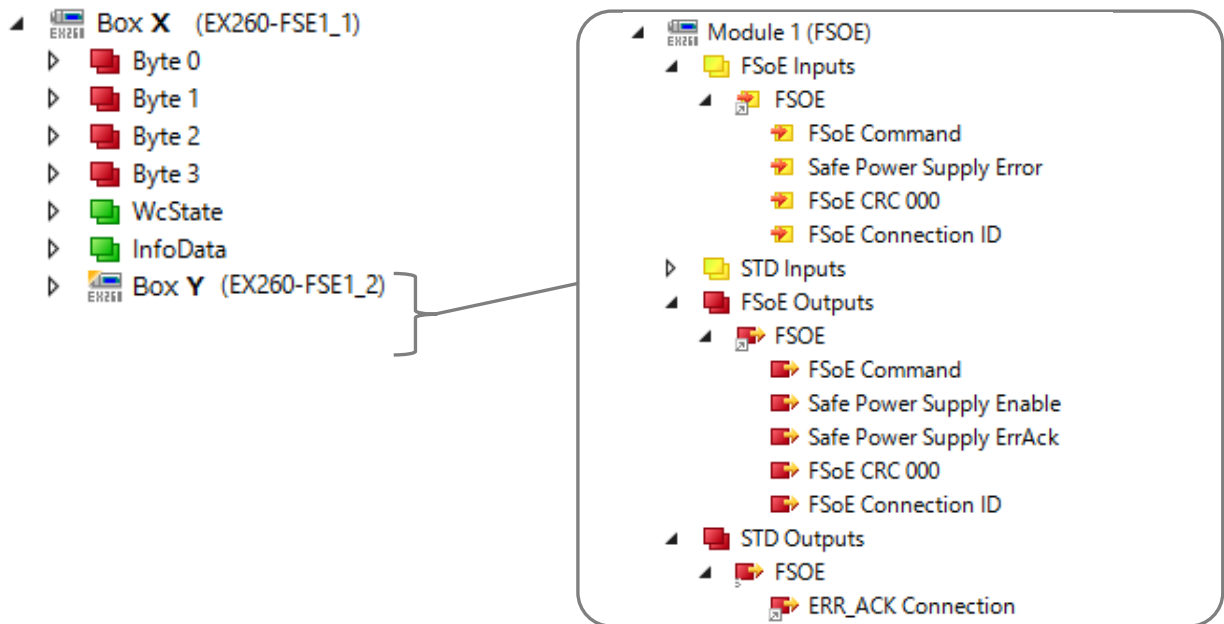 Box X (EX260-FSE1_1)
Byte 0
Byte 1
Byte 2
Byte 3
WcState
InfoData
Box Y (EX260-FSE1_2)
Module 1 (FSOE)
FSoE Inputs
FSOE
FSoE Command
Safe Power Supply Error
FSoE CRC 000
FSoE Connection ID
STD Inputs
FSoE Outputs
FSOE
FSoE Command
Safe Power Supply Enable
Safe Power Supply ErrAck
FSoE CRC 000
FSoE Connection ID
STD Outputs
FSOE
ERR_ACK Connection